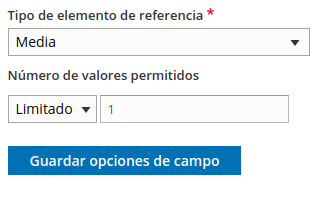 Tipo de elemento de referencia *
Media
Número de valores permitidos
Limitado 1
Guardar opciones de campo